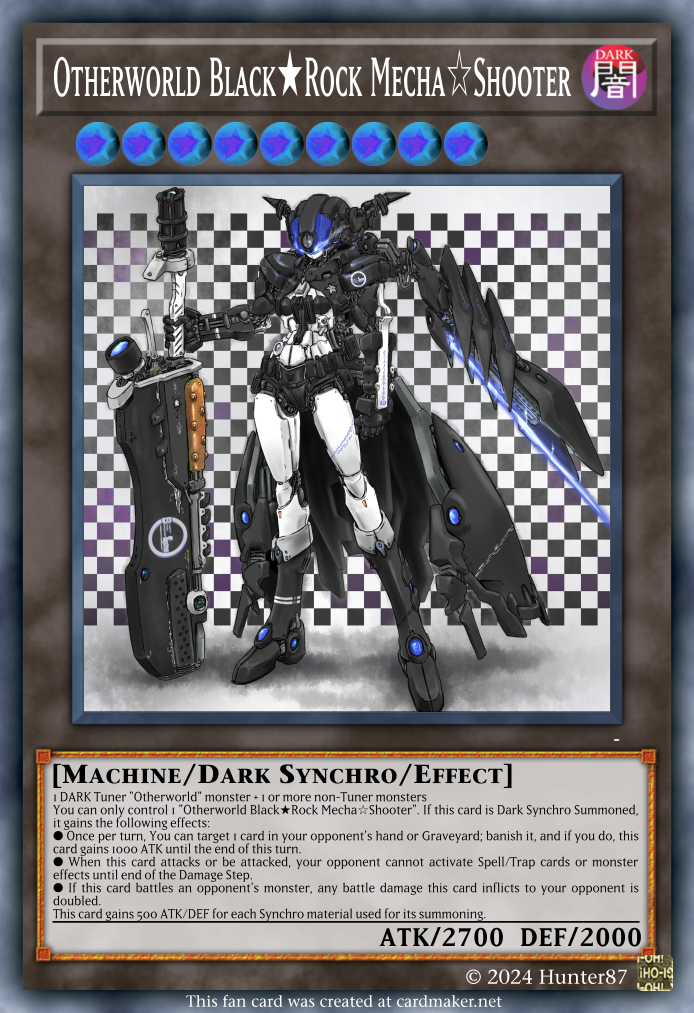 Otherworld Black★Rock Mecha☆Shooter
DARK
闇
-
[Machine/Dark Synchro/Effect]
1 DARK Tuner "Otherworld" monster + 1 or more non-Tuner monsters
You can only control 1 "Otherworld Black★Rock Mecha☆Shooter". If this card is Dark Synchro Summoned,
it gains the following effects:
● Once per turn, You can target 1 card in your opponent's hand or Graveyard; banish it, and if you do, this
card gains 1000 ATK until the end of this turn.
● When this card attacks or be attacked, your opponent cannot activate Spell/Trap cards or monster
effects until end of the Damage Step.
● If this card battles an opponent's monster, any battle damage this card inflicts to your opponent is
doubled.
This card gains 500 ATK/DEF for each Synchro material used for its summoning.
ATK/2700 DEF/2000
© 2024 Hunter87
This fan card was created at cardmaker.net